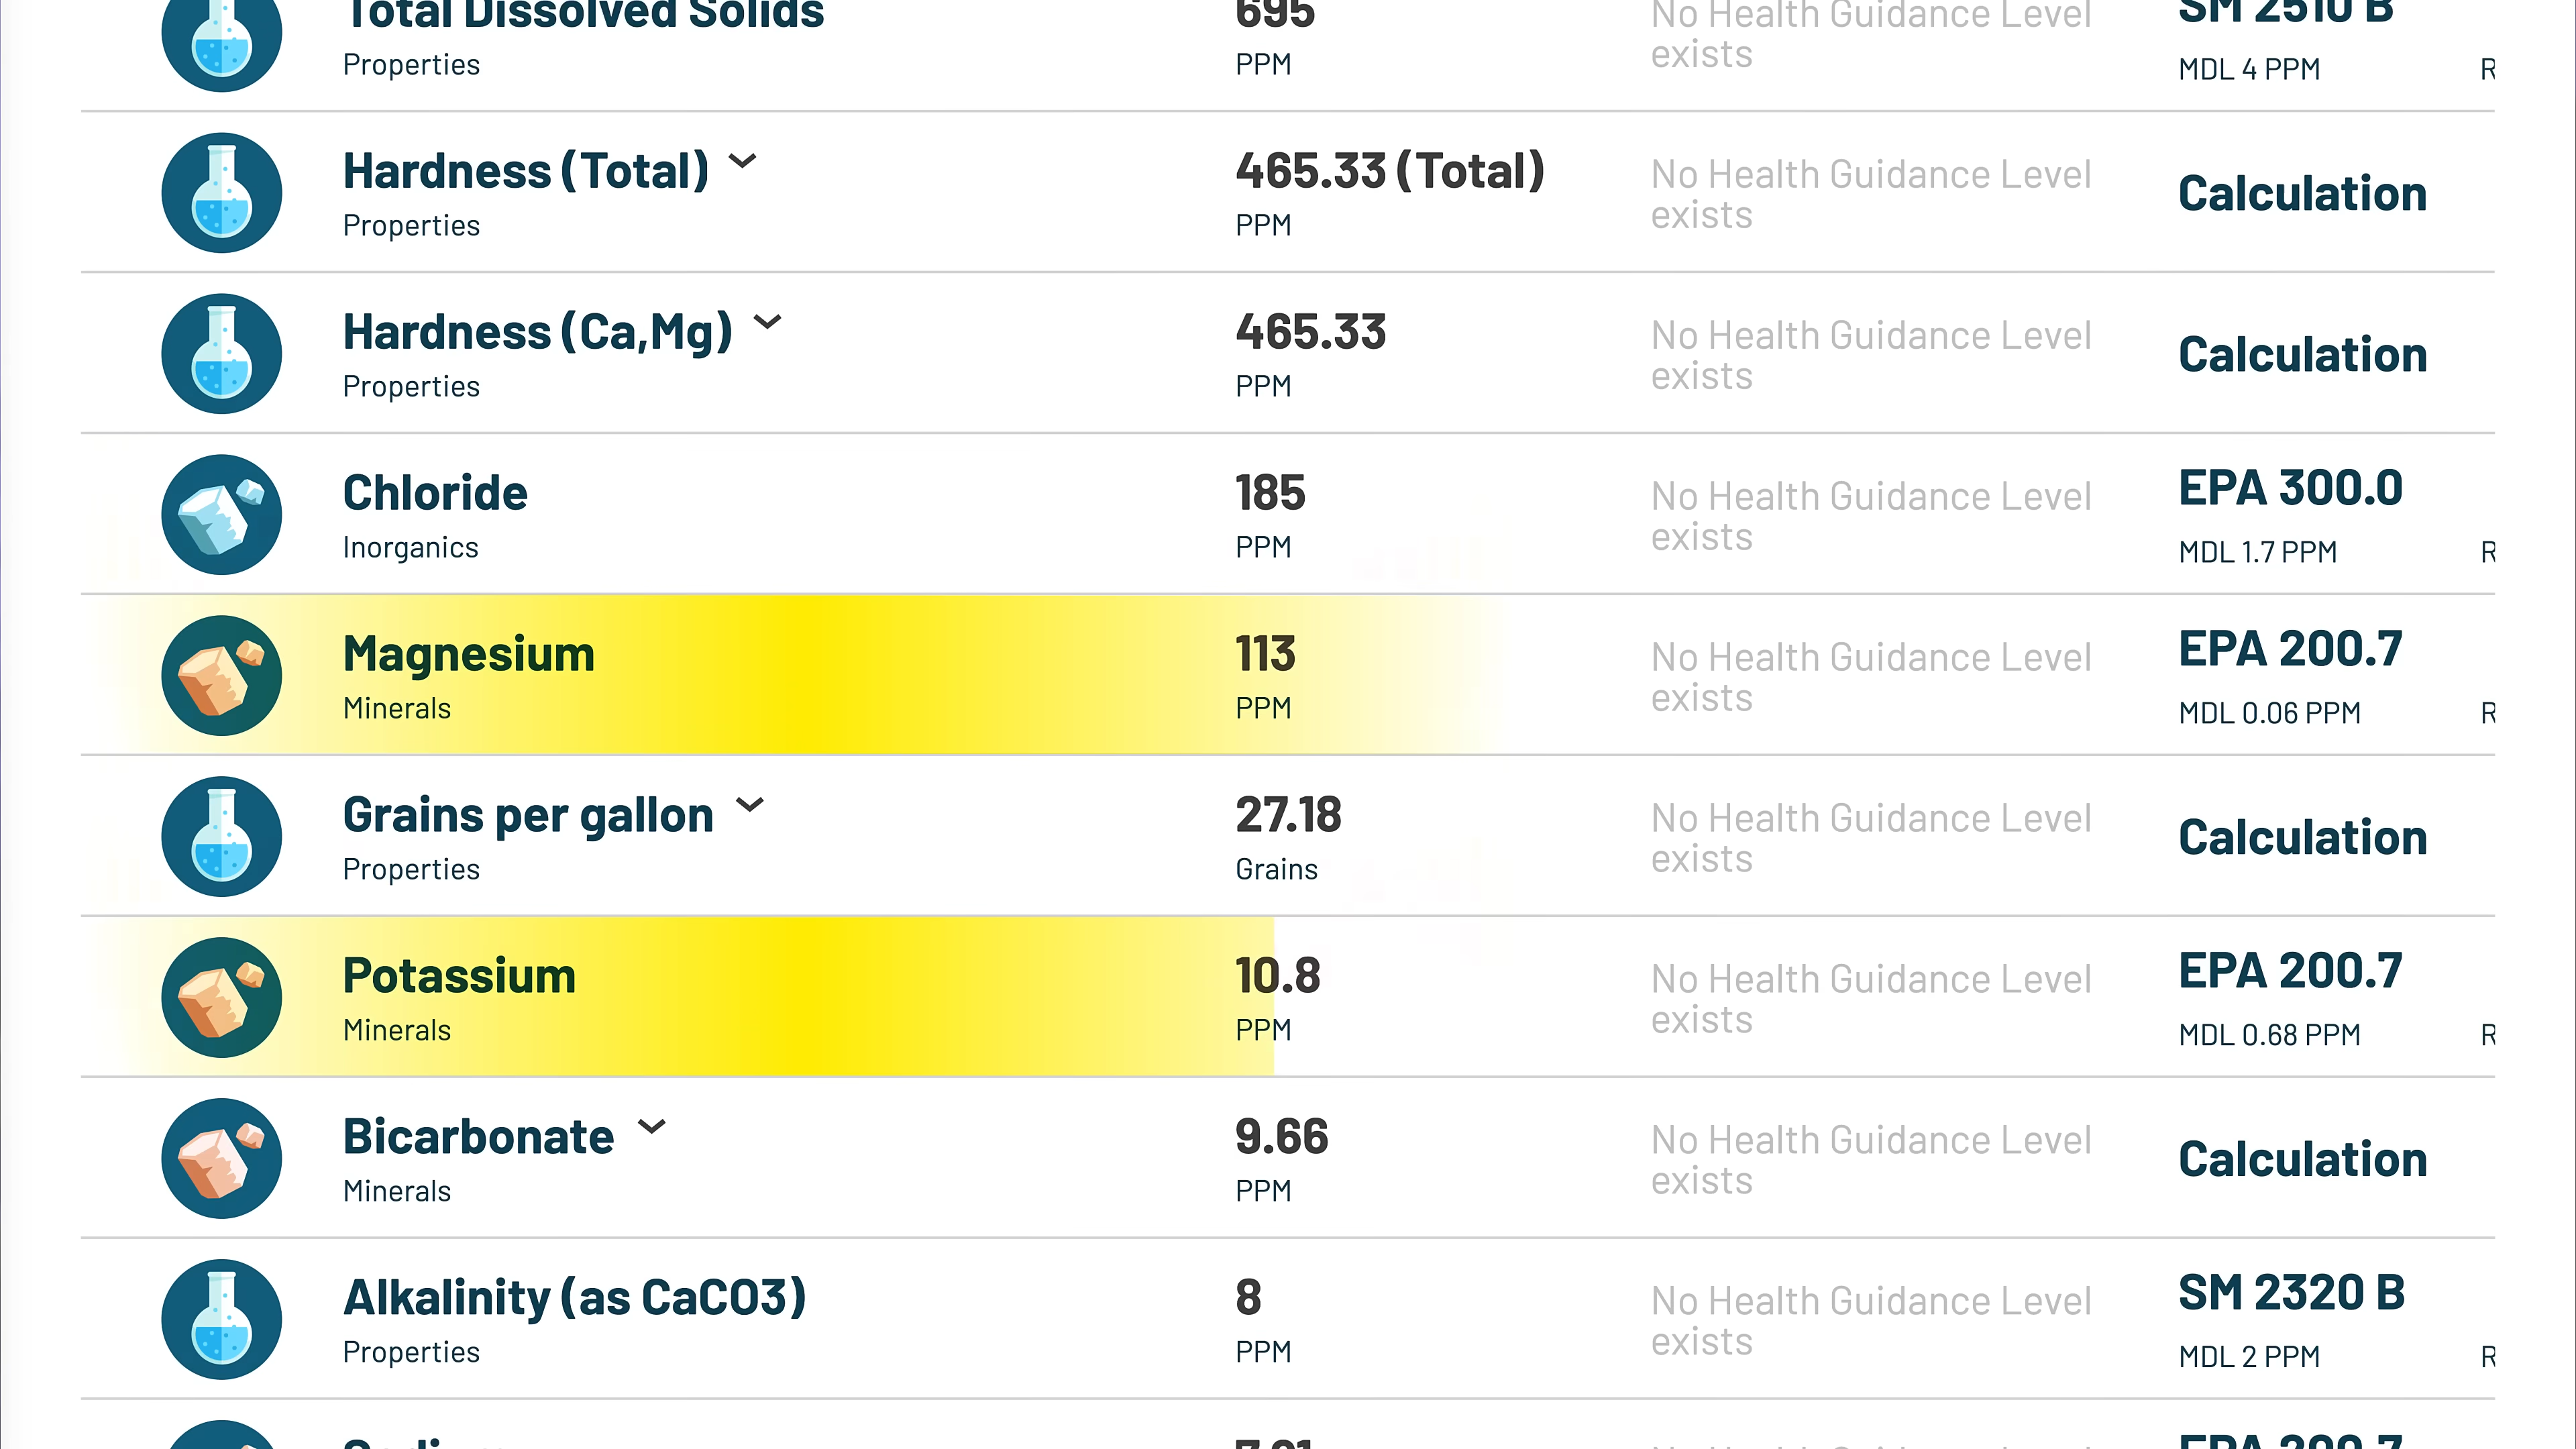 Total Dissolved Solids
Properties
695
PPM
No Health Guidance Level
exists
SM 2510 B
MDL 4 PPM
R
Hardness (Total)
Properties
465.33 (Total)
PPM
No Health Guidance Level
exists
Calculation
Hardness (Ca,Mg)
Properties
465.33
PPM
No Health Guidance Level
exists
Calculation
Chloride
Inorganics
185
PPM
No Health Guidance Level
exists
EPA 300.0
MDL 1.7 PPM
R
Magnesium
Minerals
113
PPM
No Health Guidance Level
exists
EPA 200.7
MDL 0.06 PPM
R
Grains per gallon
Properties
27.18
Grains
No Health Guidance Level
exists
Calculation
Potassium
Minerals
10.8
PPM
No Health Guidance Level
exists
EPA 200.7
MDL 0.68 PPM
R
Bicarbonate
Minerals
9.66
PPM
No Health Guidance Level
exists
Calculation
Alkalinity (as CaCO3)
Properties
8
PPM
No Health Guidance Level
exists
SM 2320 B
MDL 2 PPM
R